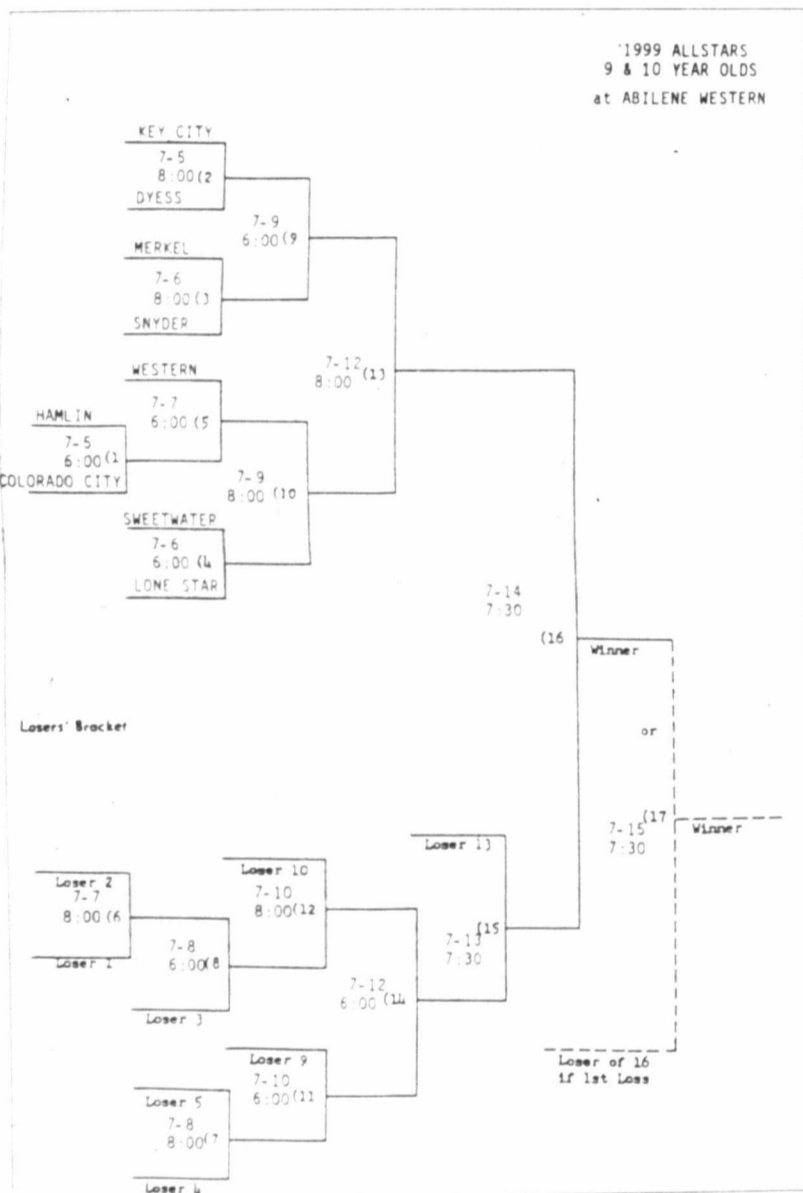 1999 ALLSTARS
9 & 10 YEAR OLDS
at ABILENE WESTERN
KEY CITY
7-5
8:00 (2
DYESS
7-9
6:00 (9
MERKEL
7-6
8:00 (3
SNYDER
7-12
8:00 (13
WESTERN
7-7
6:00 (5
HAMLIN
7-5
6:00 (1
COLORADO CITY
7-9
8:00 (10
SWEETWATER
7-6
6:00 (4
LONE STAR
7-14
7:30
(16
Winner
or
Losers' Bracket
7-15
7:30
(17
Winner
Loser 13
Loser 10
Loser 2
7-7
8:00 (6
Loser 1
7-10
8:00 (12
7-8
6:00 (8
Loser 3
7-13
7:30
(15
7-12
6:00 (14
Loser 9
7-10
6:00 (11
Loser 5
7-8
8:00 (7
Loser 4
Loser of 16
if 1st Loss